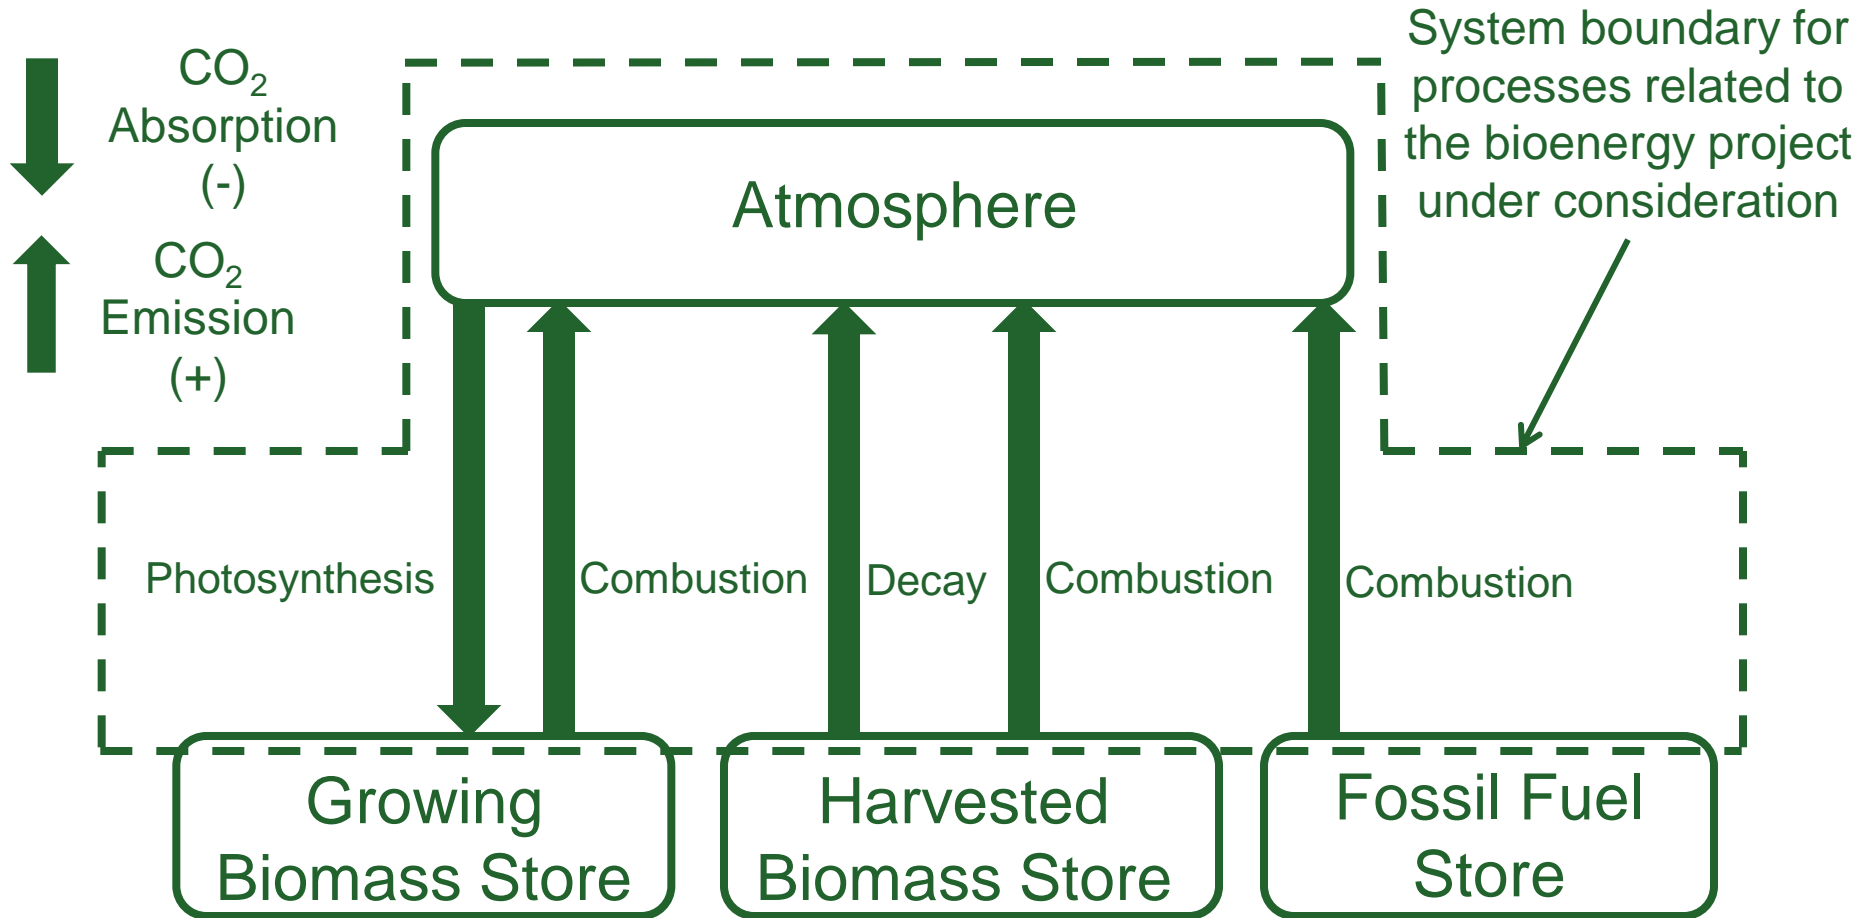 CO₂
Absorption
(-)
CO₂
Emission
(+)
System boundary for
processes related to
the bioenergy project
under consideration
Atmosphere
Photosynthesis
Combustion
Decay
Combustion
Combustion
Growing
Biomass Store
Harvested
Biomass Store
Fossil Fuel
Store